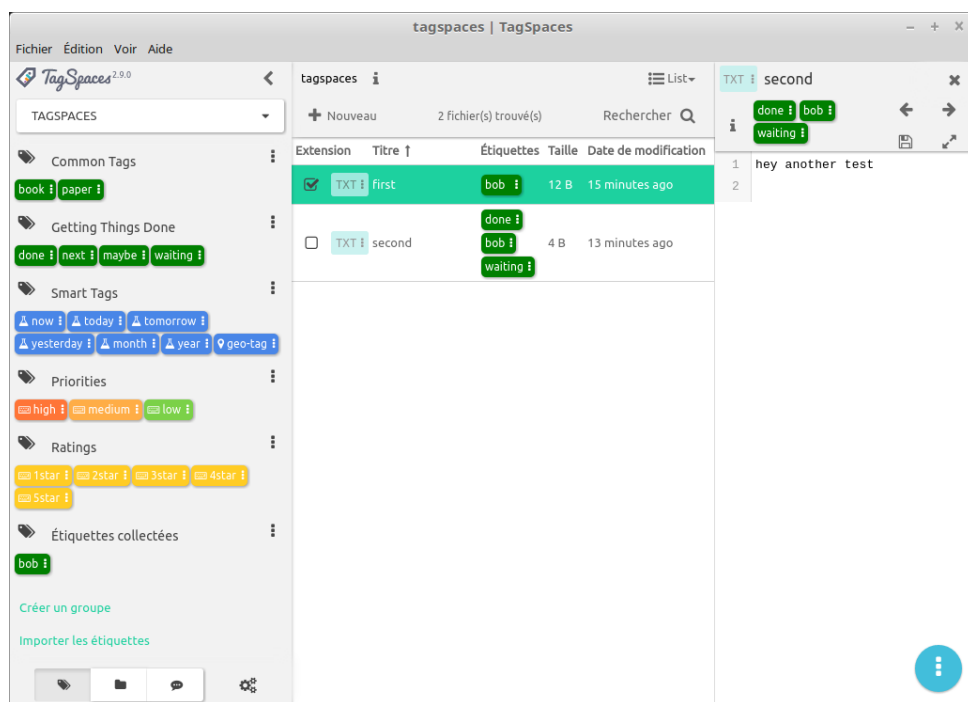 tagspaces | TagSpaces
Fichier Édition Voir Aide
TagSpaces 2.9.0
TAGSPACES
Common Tags
book paper
Getting Things Done
done next maybe waiting
Smart Tags
now today tomorrow
yesterday month year geo-tag
Priorities
high medium low
Ratings
1star 2star 3star 4star
5star
Étiquettes collectées
bob
Créer un groupe
Importer les étiquettes
tagspaces List
Nouveau 2 fichier(s) trouvé(s) Rechercher
Extension Titre Étiquettes Taille Date de modification
TXT first bob 12 B 15 minutes ago
done
TXT second bob 4 B 13 minutes ago
waiting
TXT second
done bob
waiting
1 hey another test
2